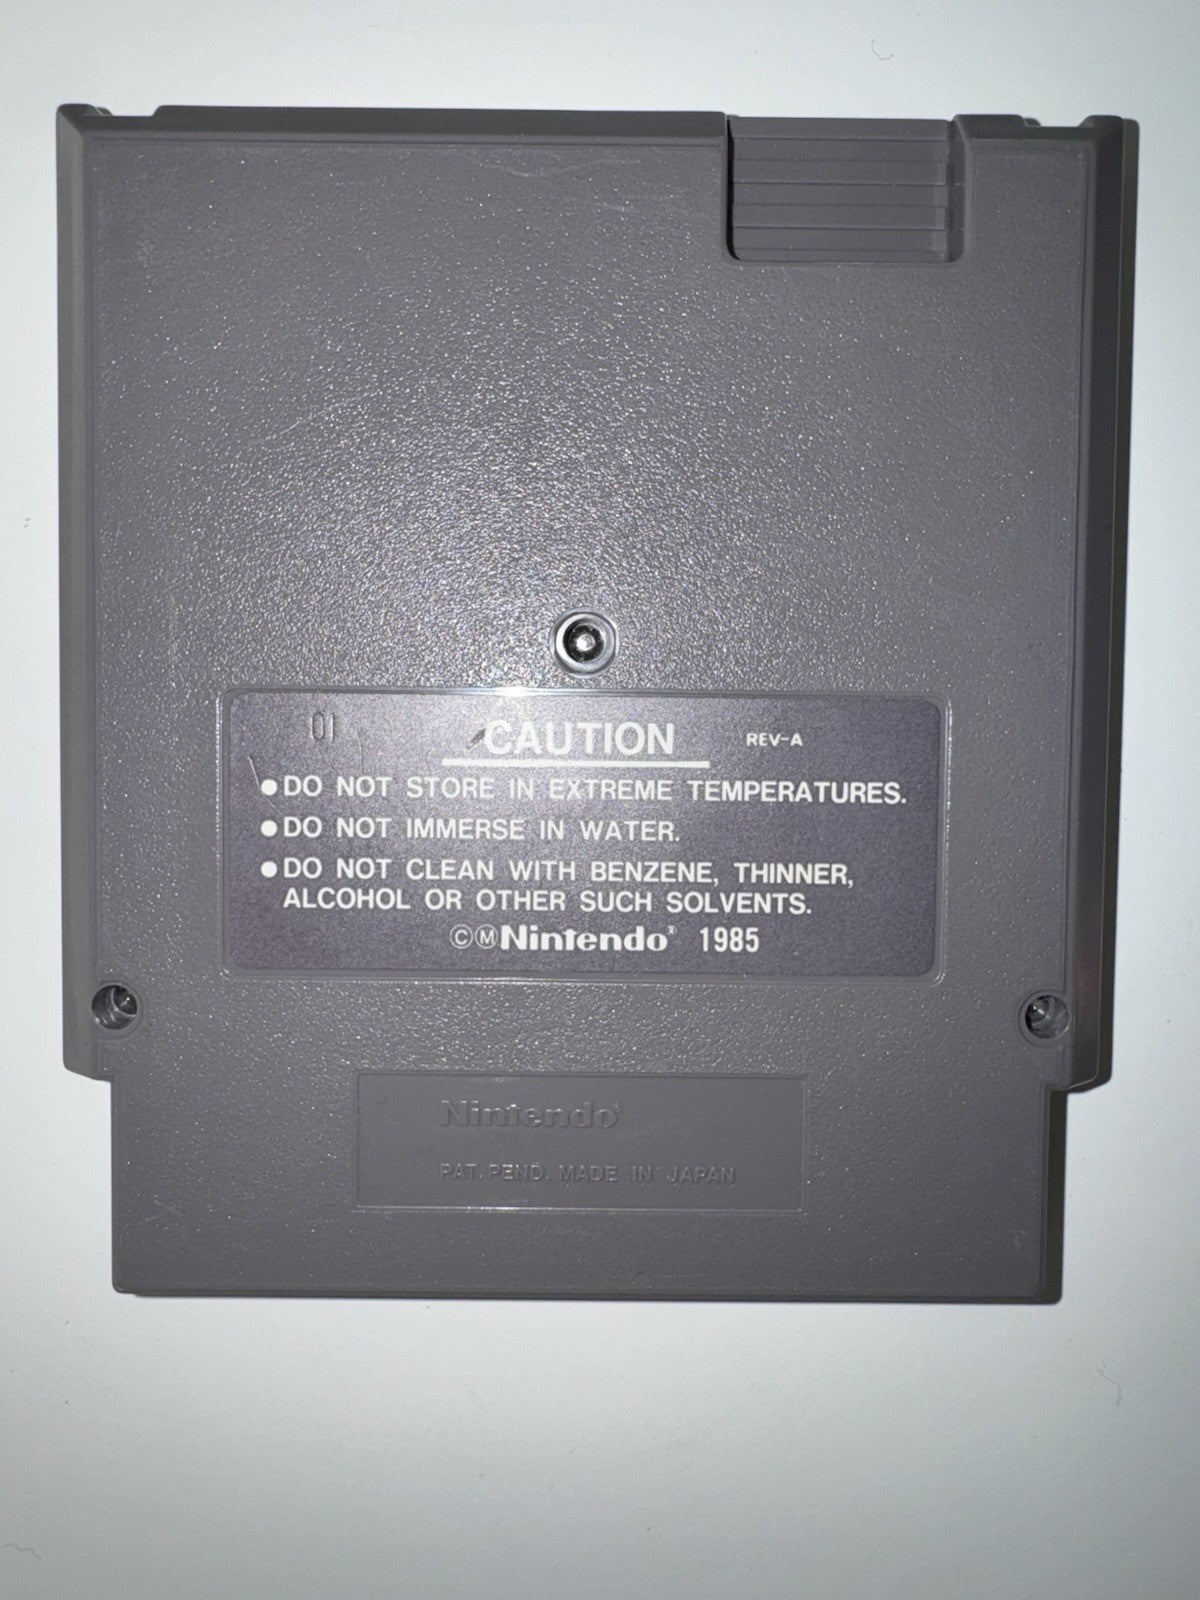 01
CAUTION REV-A
●DO NOT STORE IN EXTREME TEMPERATURES.
●DO NOT IMMERSE IN WATER.
●DO NOT CLEAN WITH BENZENE, THINNER,
ALCOHOL OR OTHER SUCH SOLVENTS.
©ⓂNintendo® 1985
Nintendo®
PAT. PEND. MADE IN JAPAN